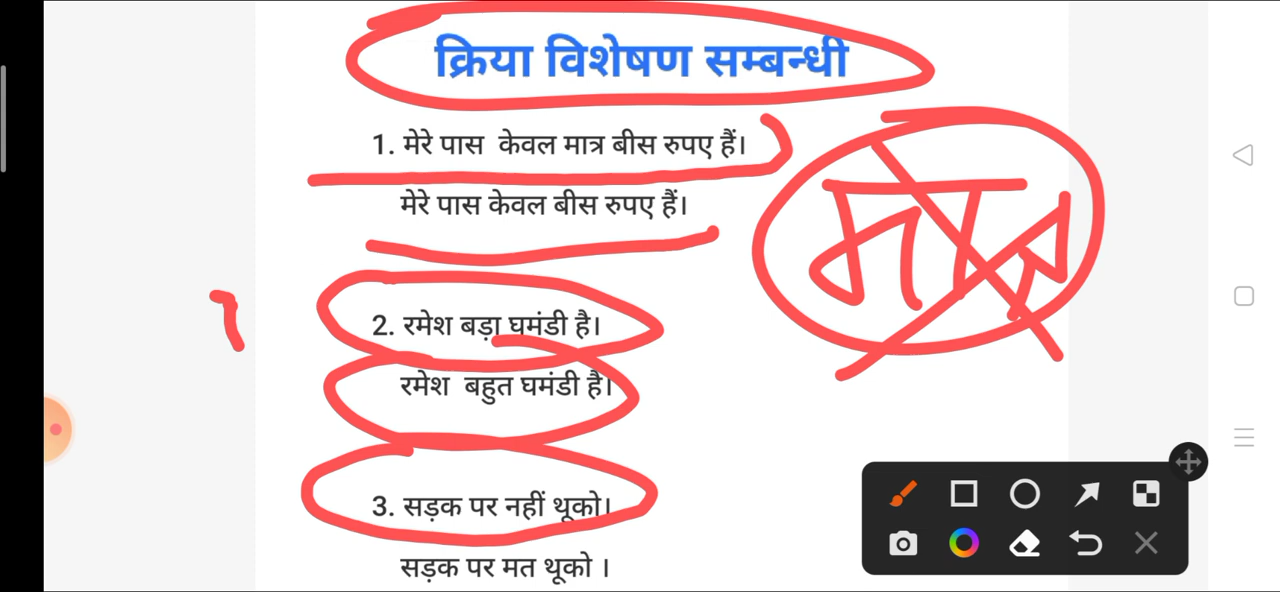 क्रिया विशेषण सम्बन्धी
1. मेरे पास केवल मात्र बीस रुपए हैं।
मेरे पास केवल बीस रुपए हैं।
मात्र
2. रमेश बड़ा घमंडी है।
रमेश बहुत घमंडी है।
3. सड़क पर नहीं थूको।
सड़क पर मत थूको ।